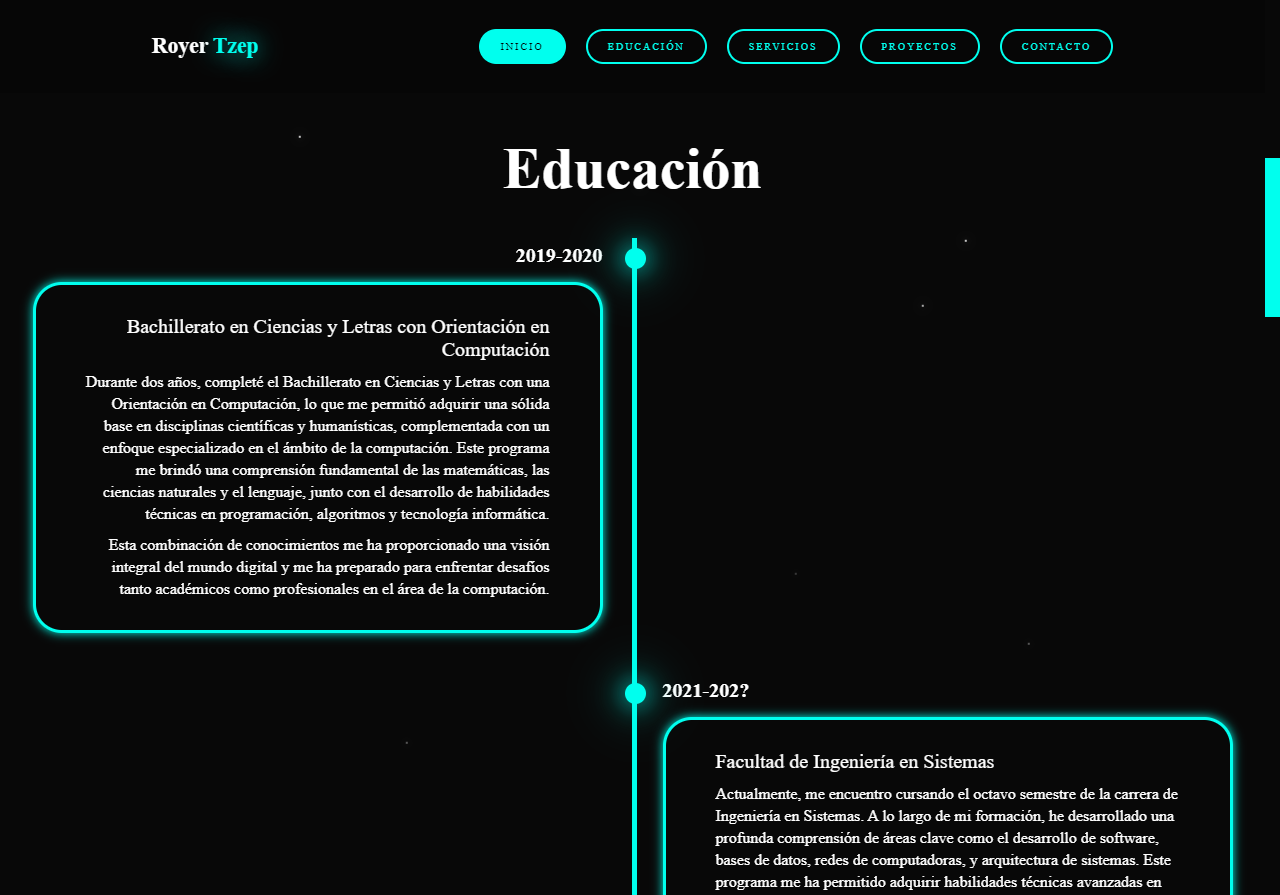 Royer Tzep
INICIO
EDUCACIÓN
SERVICIOS
PROYECTOS
CONTACTO
Educación
2019-2020
Bachillerato en Ciencias y Letras con Orientación en
Computación
Durante dos años, completé el Bachillerato en Ciencias y Letras con una
Orientación en Computación, lo que me permitió adquirir una sólida
base en disciplinas científicas y humanísticas, complementada con un
enfoque especializado en el ámbito de la computación. Este programa
me brindó una comprensión fundamental de las matemáticas, las
ciencias naturales y el lenguaje, junto con el desarrollo de habilidades
técnicas en programación, algoritmos y tecnología informática.
Esta combinación de conocimientos me ha proporcionado una visión
integral del mundo digital y me ha preparado para enfrentar desafíos
tanto académicos como profesionales en el área de la computación.
2021-202?
Facultad de Ingeniería en Sistemas
Actualmente, me encuentro cursando el octavo semestre de la carrera de
Ingeniería en Sistemas. A lo largo de mi formación, he desarrollado una
profunda comprensión de áreas clave como el desarrollo de software,
bases de datos, redes de computadoras, y arquitectura de sistemas. Este
programa me ha permitido adquirir habilidades técnicas avanzadas en